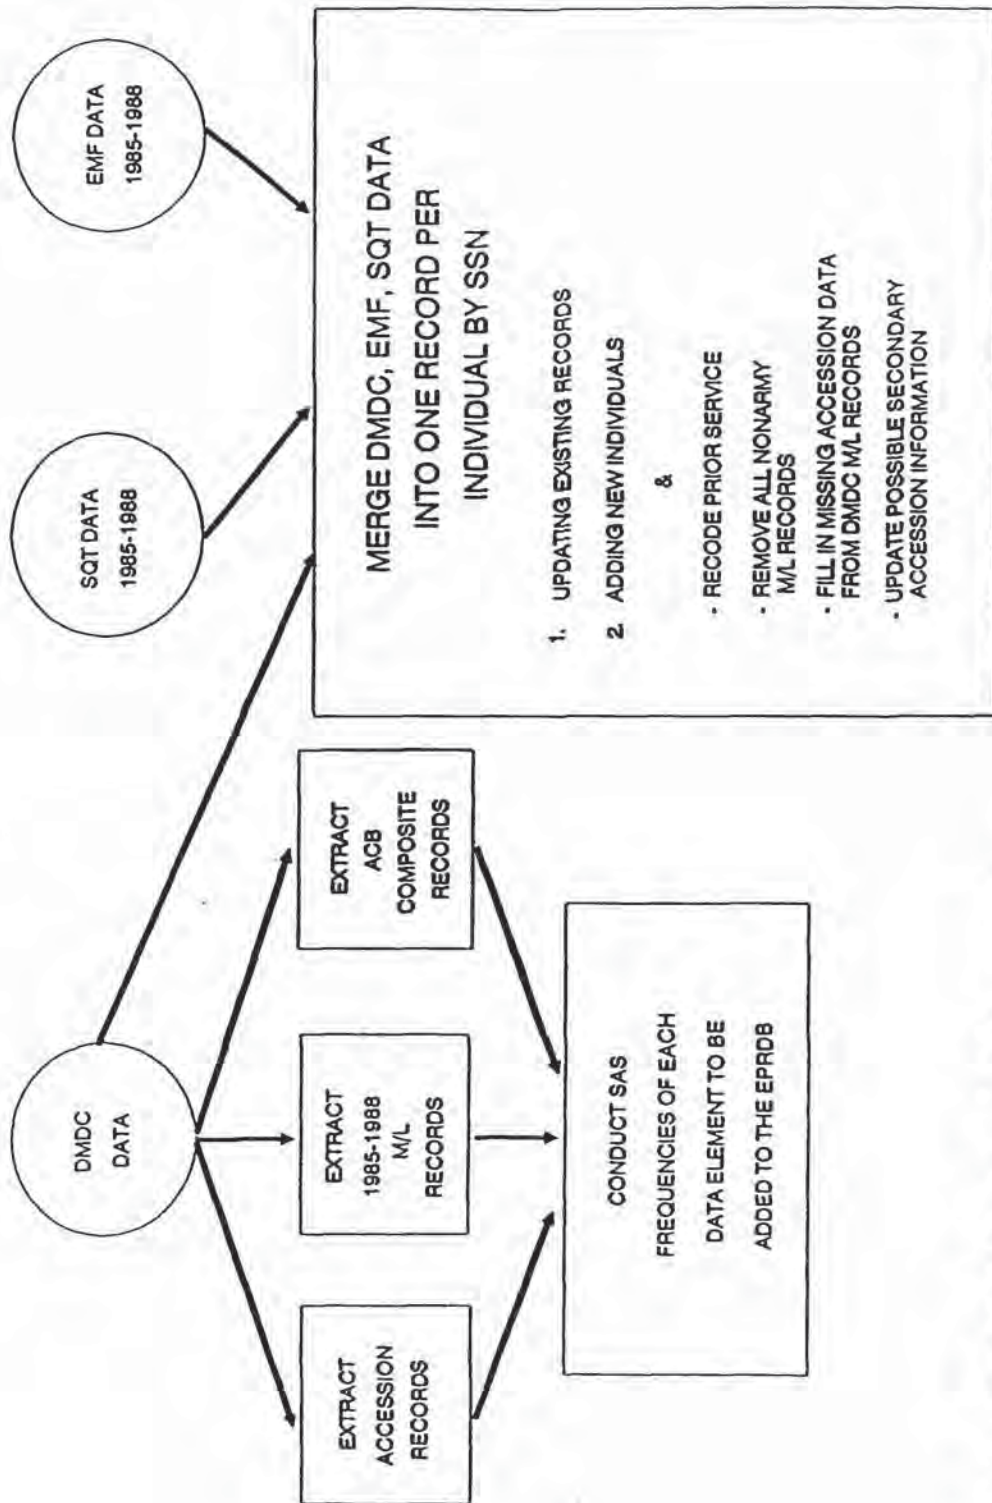 DMDC
DATA
SQT DATA
1985-1988
EMF DATA
1985-1988
EXTRACT
ACCESSION
RECORDS
EXTRACT
1985-1988
M/L
RECORDS
EXTRACT
ACB
COMPOSITE
RECORDS
CONDUCT SAS
FREQUENCIES OF EACH
DATA ELEMENT TO BE
ADDED TO THE EPRDB
MERGE DMDC, EMF, SQT DATA
INTO ONE RECORD PER
INDIVIDUAL BY SSN
1. UPDATING EXISTING RECORDS
2. ADDING NEW INDIVIDUALS
&
- RECODE PRIOR SERVICE
- REMOVE ALL NONARMY
M/L RECORDS
- FILL IN MISSING ACCESSION DATA
FROM DMDC M/L RECORDS
- UPDATE POSSIBLE SECONDARY
ACCESSION INFORMATION